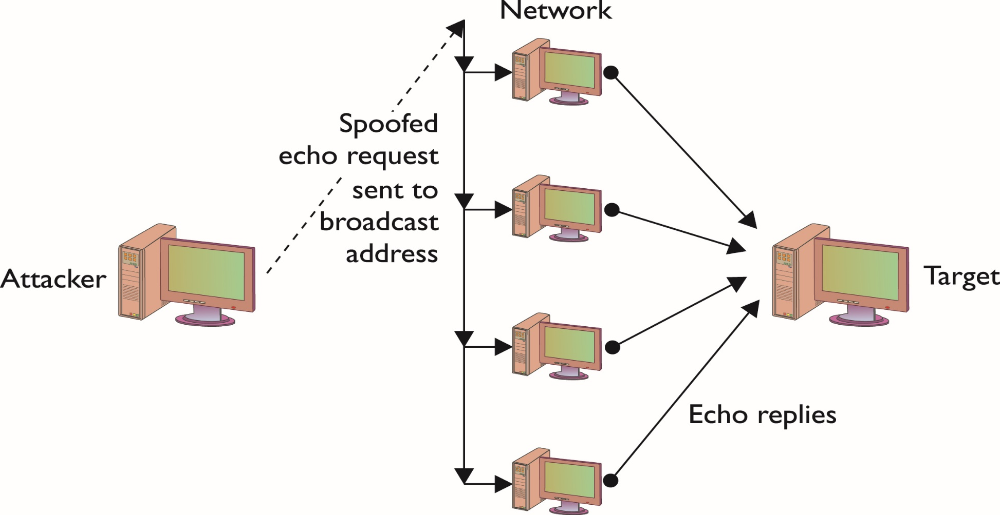 Network
Spoofed
echo request
sent to
broadcast
address
Attacker
Target
Echo replies